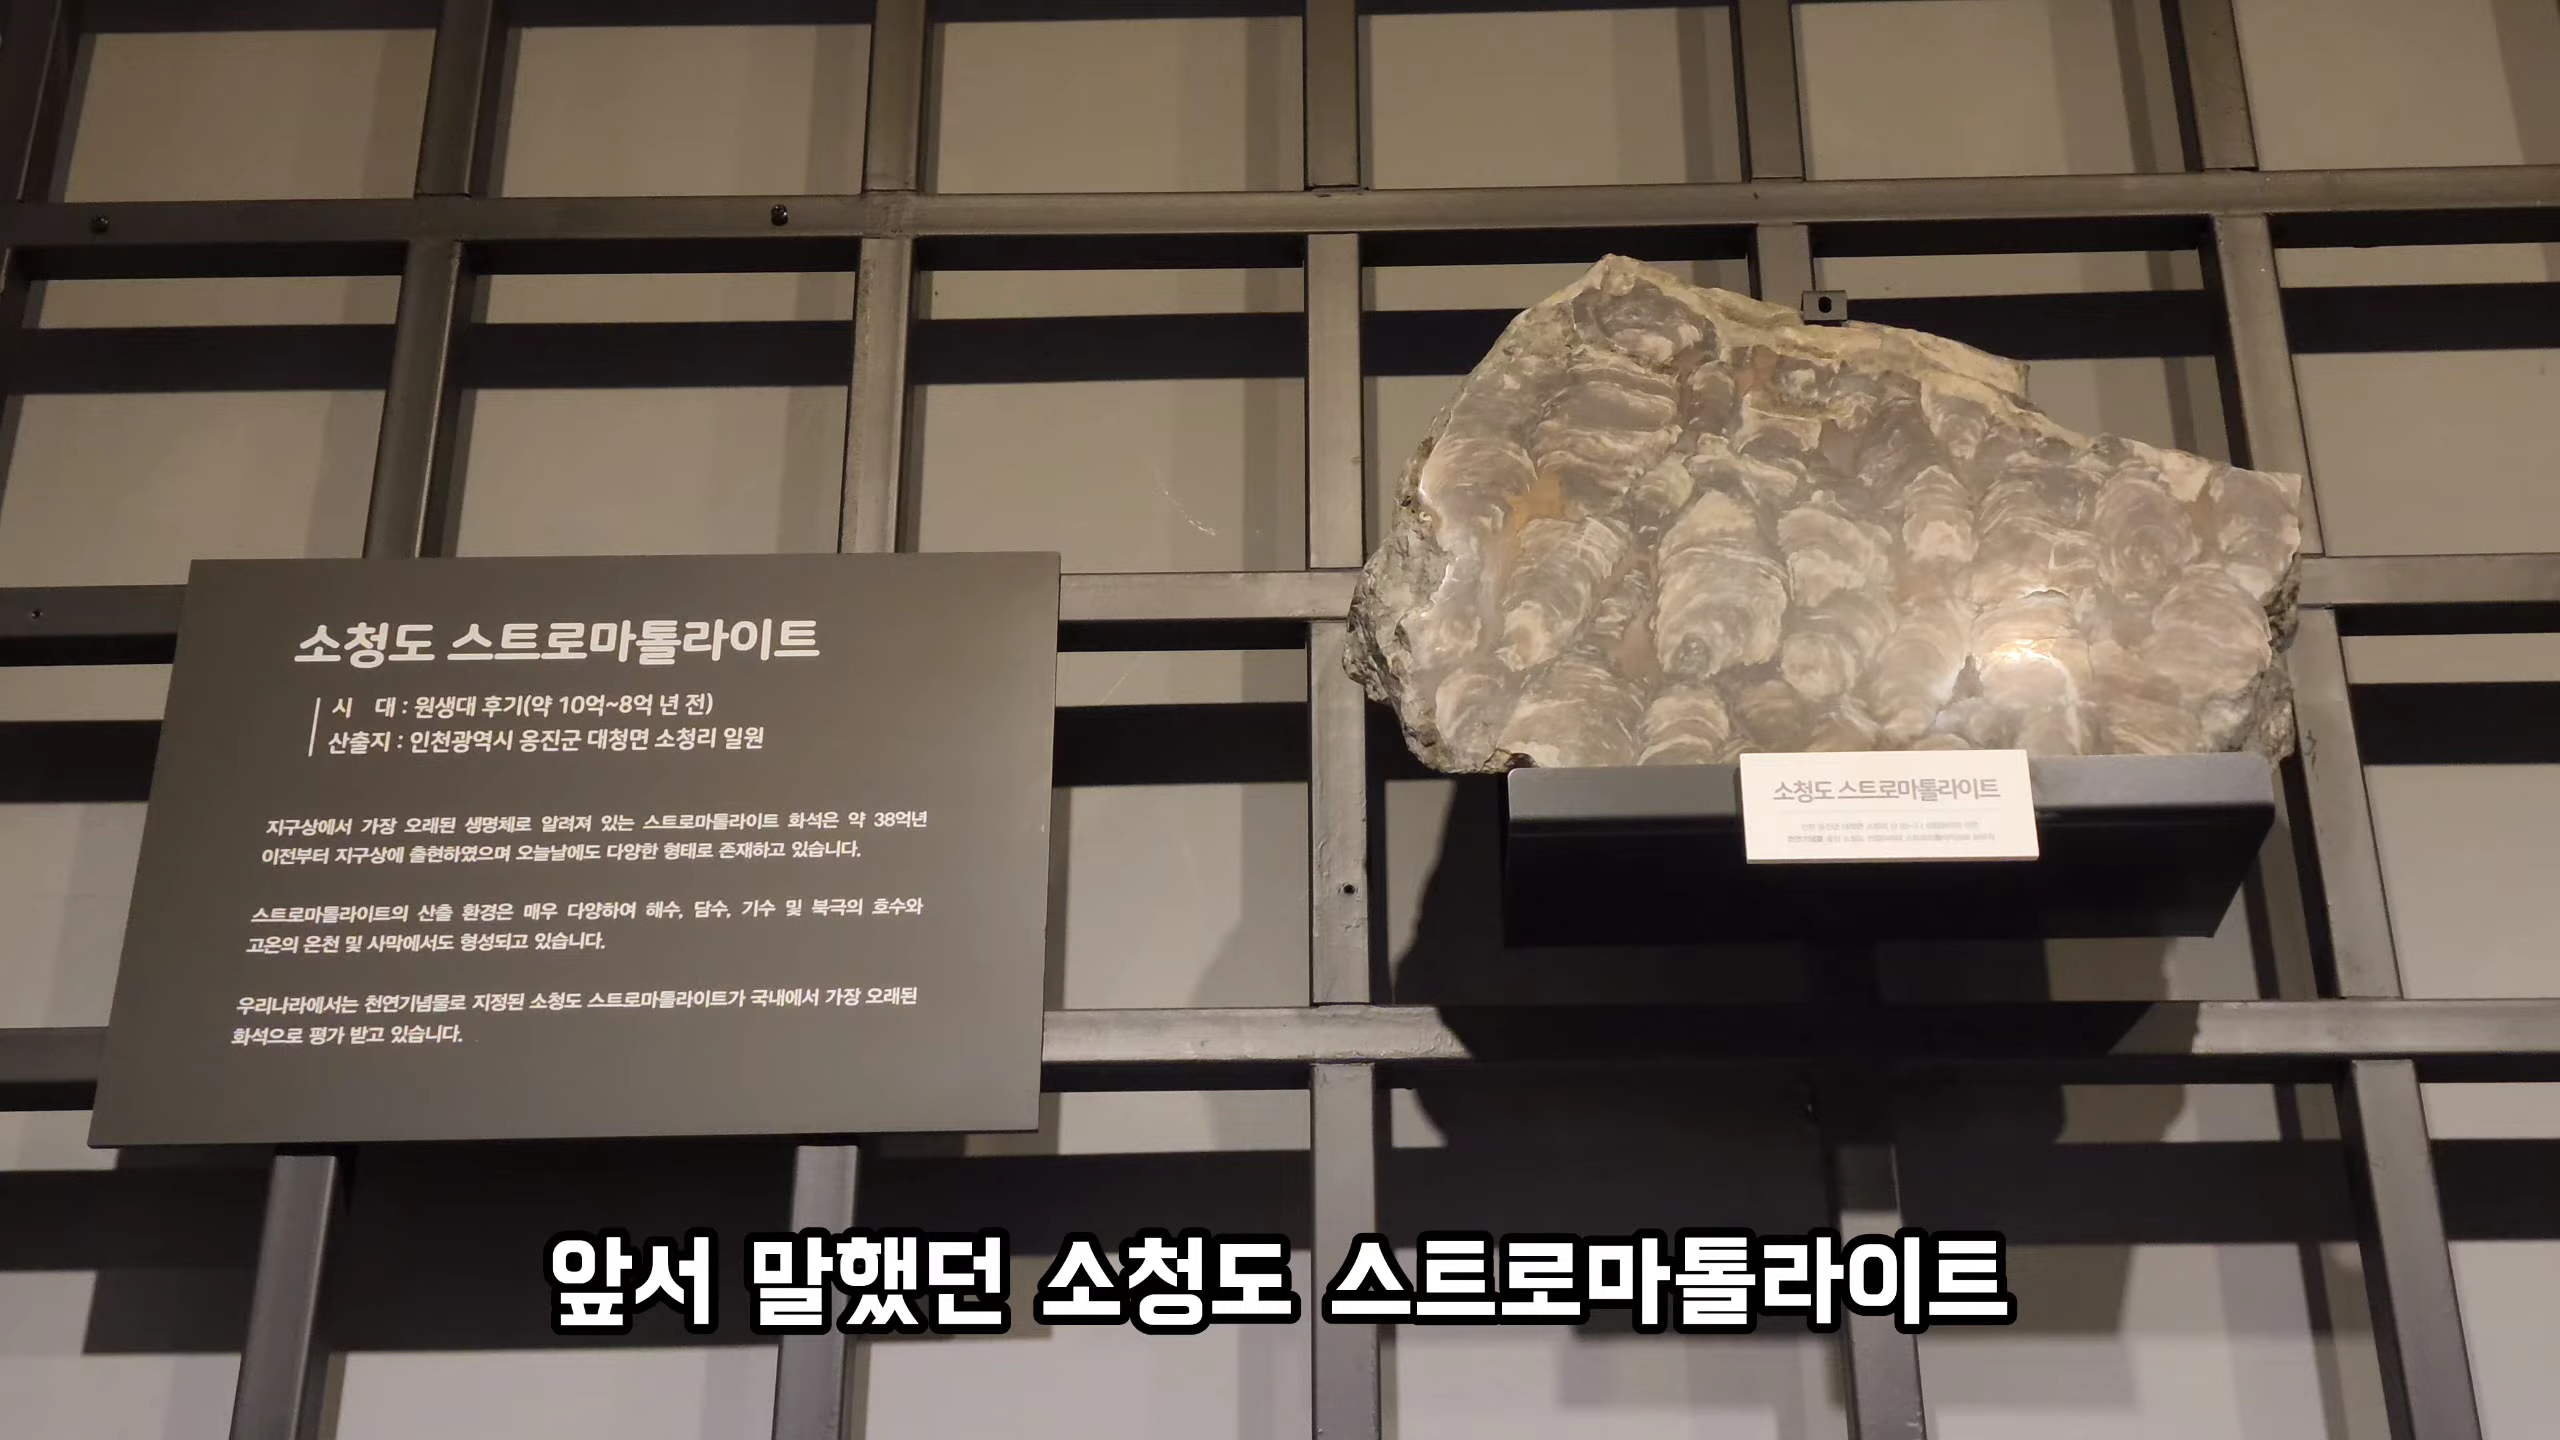 소청도 스트로마톨라이트
시 대 : 원생대 후기(약 10억~8억 년 전)
산출지 : 인천광역시 옹진군 대청면 소청리 일원
지구상에서 가장 오래된 생명체로 알려져 있는 스트로마톨라이트 화석은 약 38억년
이전부터 지구상에 출현하였으며 오늘날에도 다양한 형태로 존재하고 있습니다.
스트로마톨라이트의 산출 환경은 매우 다양하여 해수, 담수, 기수 및 북극의 호수와
고온의 온천 및 사막에서도 형성되고 있습니다.
우리나라에서는 천연기념물로 지정된 소청도 스트로마톨라이트가 국내에서 가장 오래된
화석으로 평가 받고 있습니다.
소청도 스트로마톨라이트
앞서 말했던 소청도 스트로마톨라이트